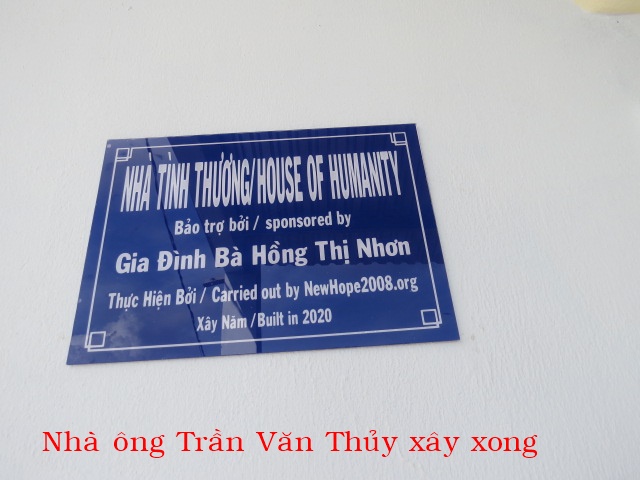 NHÀ TÌNH THƯƠNG/HOUSE OF HUMANITY
Bảo trợ bởi / sponsored by
Gia Đình Bà Hồng Thị Nhơn
Thực Hiện Bởi / Carried out by NewHope2008.org
Xây Năm /Built in 2020
Nhà ông Trần Văn Thủy xây xong